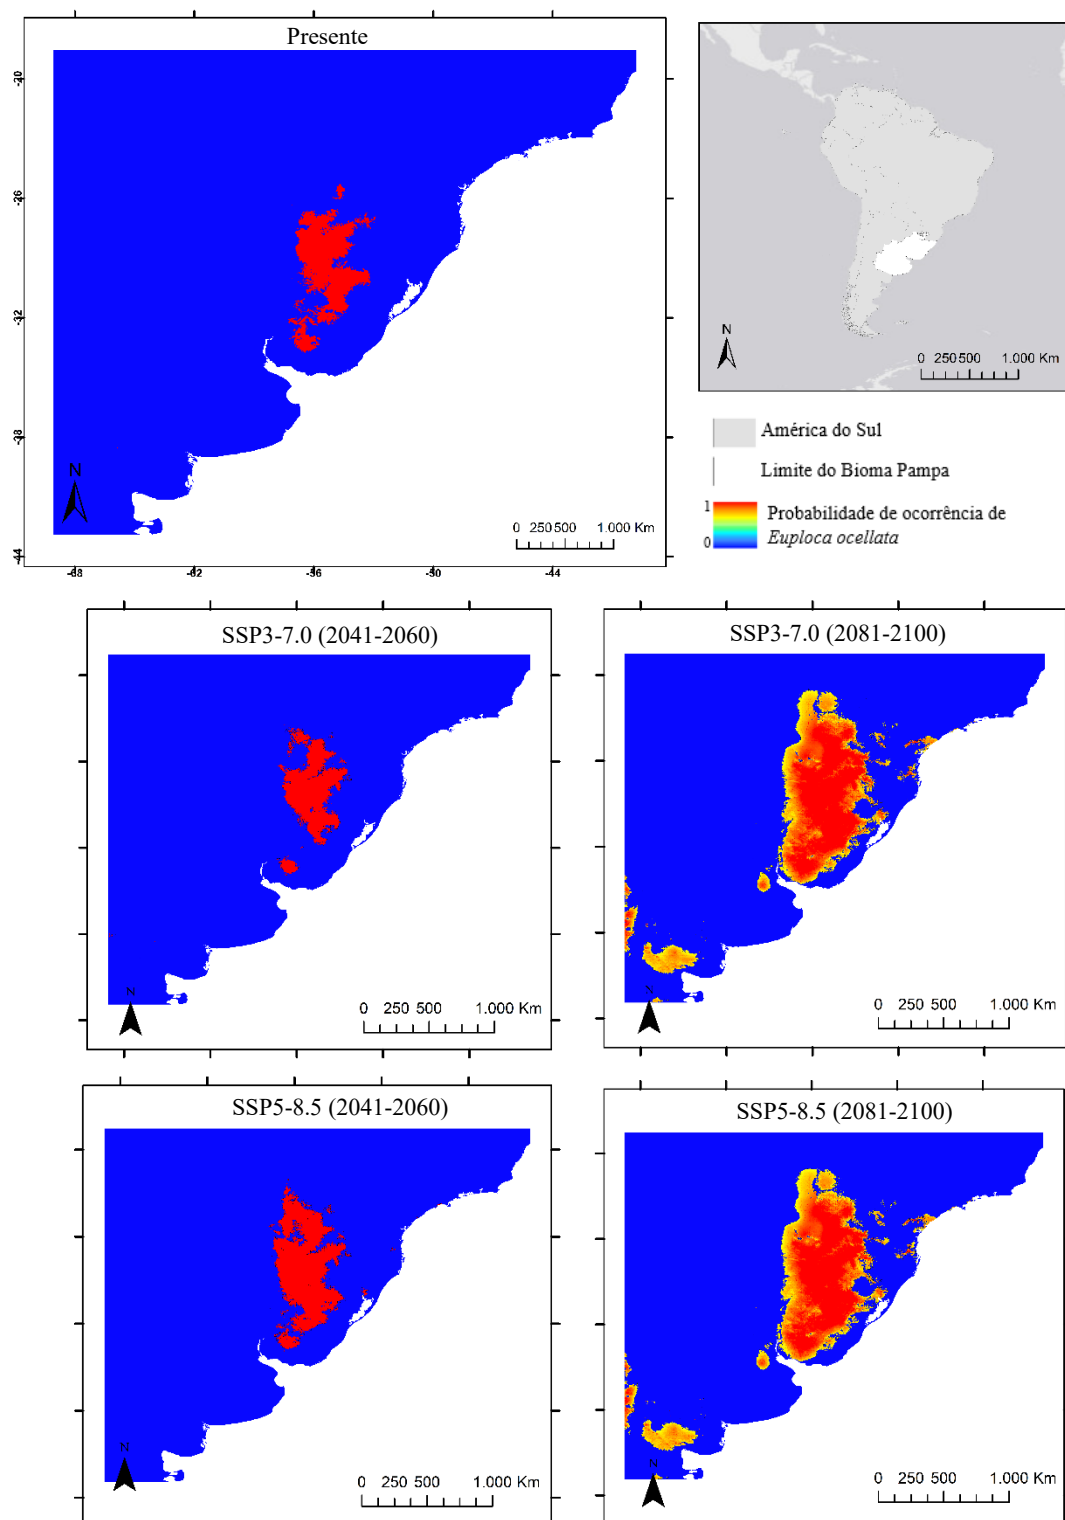 Presente
-20
-26
-32
-38
-44
-68
-62
-56
-50
-44
N
0 250 500 1.000 Km
N
0 250 500 1.000 Km
América do Sul
Limite do Bioma Pampa
1
0
Probabilidade de ocorrência de
Euploca ocellata
SSP3-7.0 (2041-2060)
N
0 250 500 1.000 Km
SSP3-7.0 (2081-2100)
N
0 250 500 1.000 Km
SSP5-8.5 (2041-2060)
N
0 250 500 1.000 Km
SSP5-8.5 (2081-2100)
N
0 250 500 1.000 Km